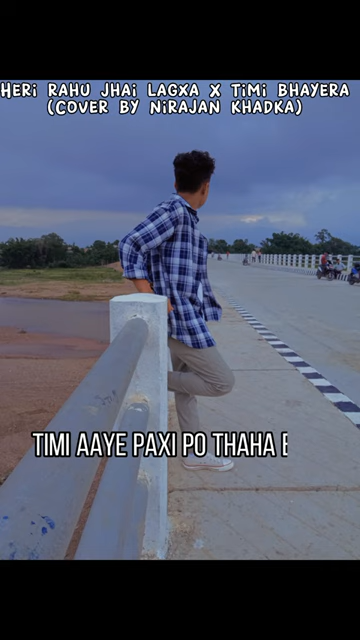 Heri rahu jhai lagxa x Timi bhayera
(Cover by Nirajan Khadka)
TIMI AAYE PAXI PO THAHA